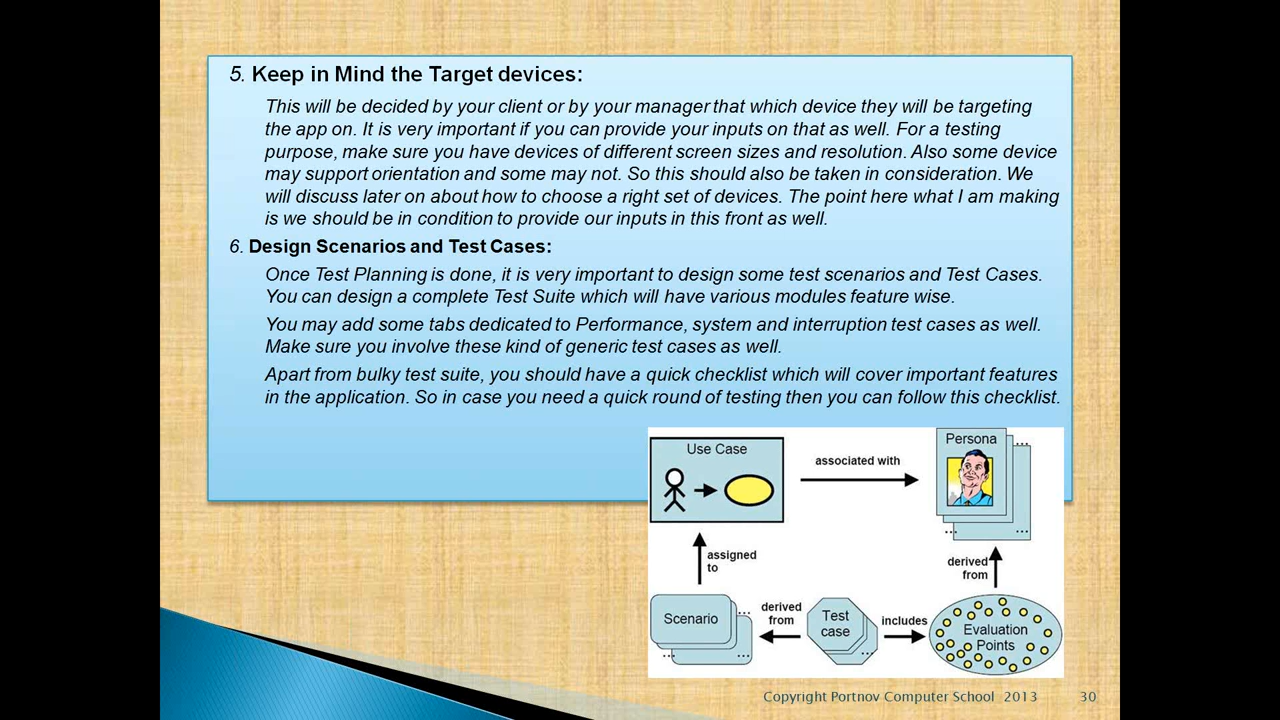 5. Keep in Mind the Target devices:
This will be decided by your client or by your manager that which device they will be targeting
the app on. It is very important if you can provide your inputs on that as well. For a testing
purpose, make sure you have devices of different screen sizes and resolution. Also some device
may support orientation and some may not. So this should also be taken in consideration. We
will discuss later on about how to choose a right set of devices. The point here what I am making
is we should be in condition to provide our inputs in this front as well.
6. Design Scenarios and Test Cases:
Once Test Planning is done, it is very important to design some test scenarios and Test Cases.
You can design a complete Test Suite which will have various modules feature wise.
You may add some tabs dedicated to Performance, system and interruption test cases as well.
Make sure you involve these kind of generic test cases as well.
Apart from bulky test suite, you should have a quick checklist which will cover important features
in the application. So in case you need a quick round of testing then you can follow this checklist.
Use Case
associated with
Persona
...
...
...
assigned
to
derived
from
Scenario
...
...
...
derived
from
Test
case
...
includes
Evaluation
Points
Copyright Portnov Computer School 2013
30